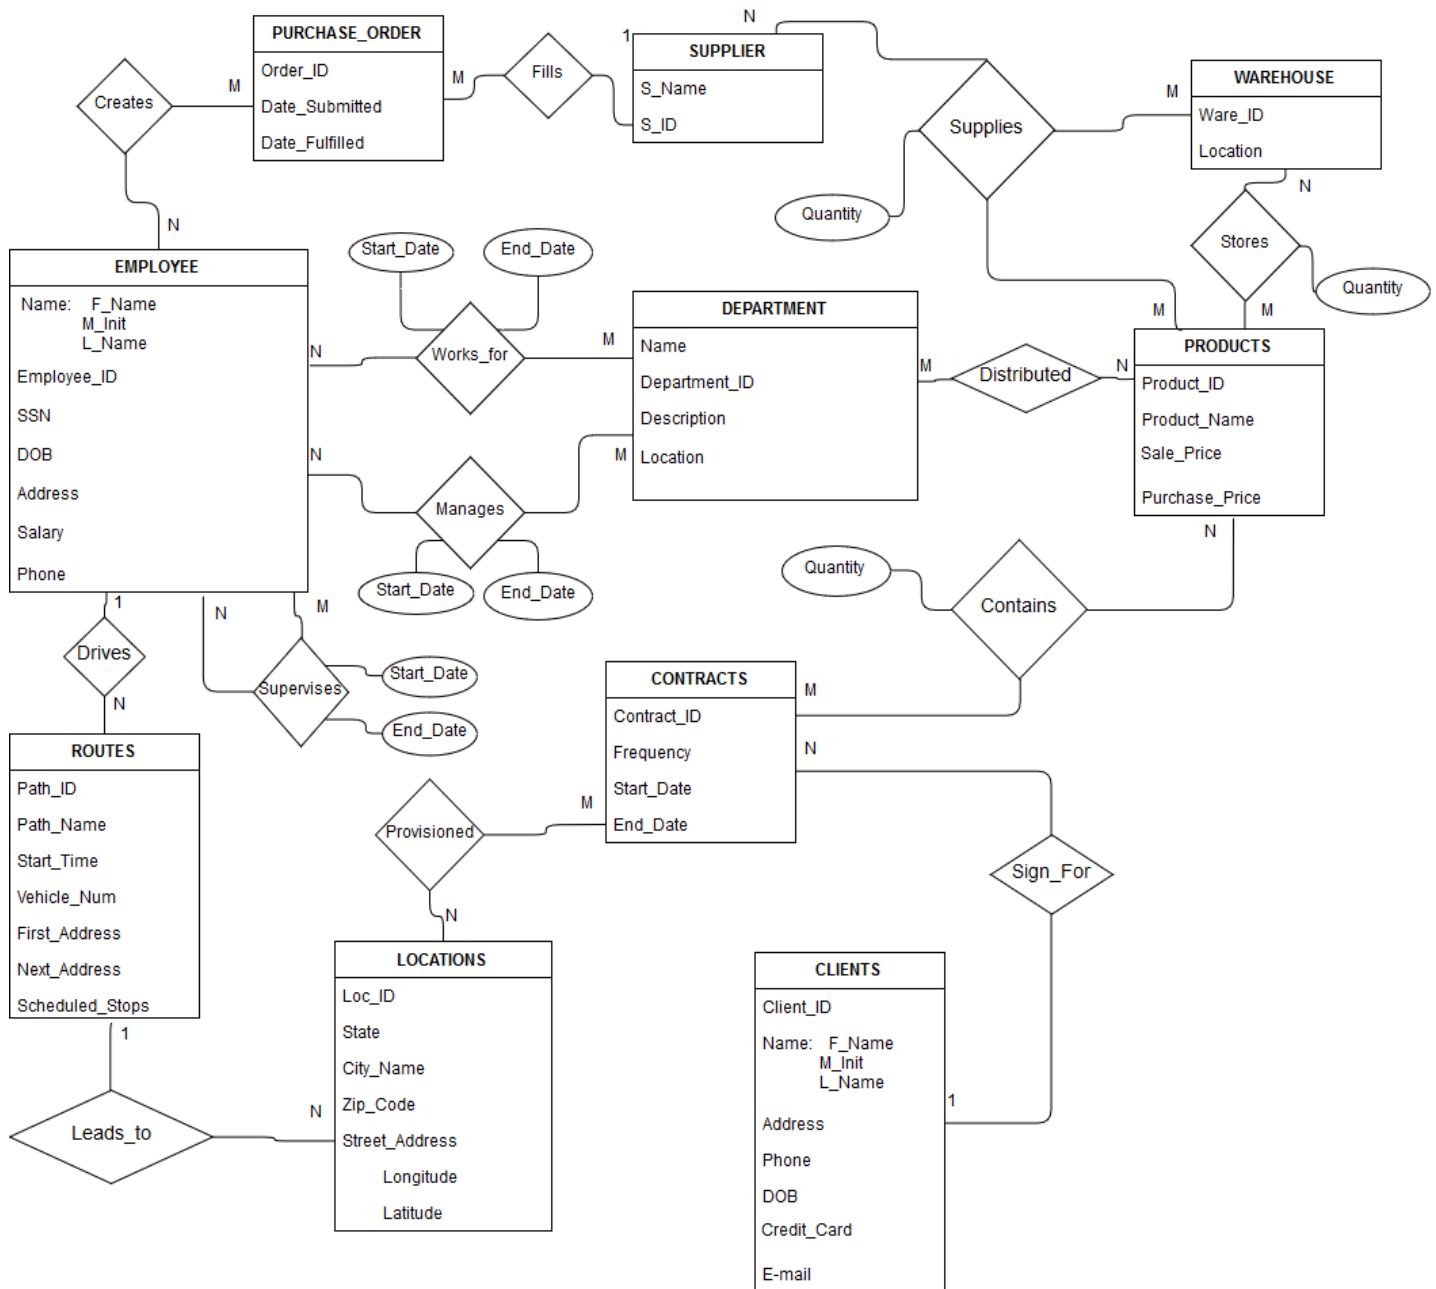 N
PURCHASE_ORDER
Order_ID
Date_Submitted
Date_Fulfilled
M
Creates
N
M
Fills
1
SUPPLIER
S_Name
S_ID
Supplies
Quantity
M
M
WAREHOUSE
Ware_ID
Location
N
Stores
Quantity
M
EMPLOYEE
Name: F_Name
M_Init
L_Name
Employee_ID
SSN
DOB
Address
Salary
Phone
Start_Date
End_Date
N
Works_for
M
N
Manages
M
Start_Date
End_Date
DEPARTMENT
Name
Department_ID
Description
Location
M
Distributed
N
PRODUCTS
Product_ID
Product_Name
Sale_Price
Purchase_Price
N
Quantity
Contains
M
1
Drives
N
N
M
Supervises
Start_Date
End_Date
ROUTES
Path_ID
Path_Name
Start_Time
Vehicle_Num
First_Address
Next_Address
Scheduled_Stops
1
Leads_to
N
CONTRACTS
Contract_ID
Frequency
Start_Date
End_Date
N
M
Provisioned
N
Sign_For
1
LOCATIONS
Loc_ID
State
City_Name
Zip_Code
Street_Address
Longitude
Latitude
CLIENTS
Client_ID
Name: F_Name
M_Init
L_Name
Address
Phone
DOB
Credit_Card
E-mail